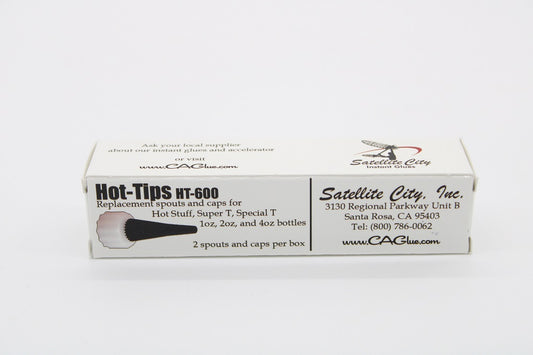 Ask your local supplier
about our instant glues and accelerator
or visit
www.CAGlue.com
Satellite City
Instant Glues
Hot-Tips HT-600
Replacement spouts and caps for
Hot Stuff, Super T, Special T
1oz, 2oz, and 4oz bottles
2 spouts and caps per box
Satellite City, Inc.
3130 Regional Parkway Unit B
Santa Rosa, CA 95403
Tel: (800) 786-0062
www.CAGlue.com